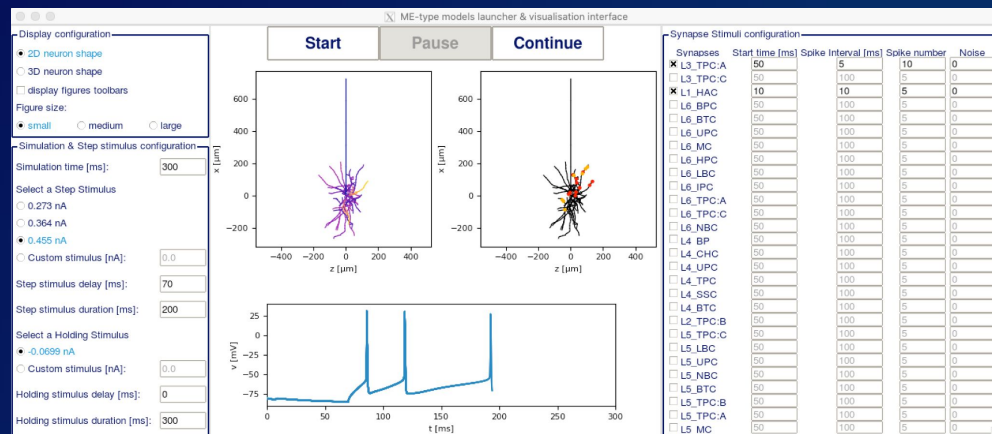 ME-type models launcher & visualisation interface
Display configuration
2D neuron shape
3D neuron shape
display figures toolbars
Figure size:
small medium large
Simulation & Step stimulus configuration
Simulation time [ms]: 300
Select a Step Stimulus
0.273 nA
0.364 nA
0.455 nA
Custom stimulus [nA]: 0.0
Step stimulus delay [ms]: 70
Step stimulus duration [ms]: 200
Select a Holding Stimulus
-0.0699 nA
Custom stimulus [nA]: 0.0
Holding stimulus delay [ms]: 0
Holding stimulus duration [ms]: 300
Start Pause Continue
600
400
200
0
−200
x [µm]
−400 −200 0 200 400
z [µm]
600
400
200
0
−200
x [µm]
−400 −200 0 200 400
z [µm]
25
0
−25
−50
−75
v [mV]
0 50 100 150 200 250 300
t [ms]
Synapse Stimuli configuration
Synapses Start time [ms] Spike Interval [ms] Spike number Noise
L3_TPC:A 50 5 10 0
L3_TPC:C 50 100 5 0
L1_HAC 10 10 5 0
L6_BPC 50 100 5 0
L6_BTC 50 100 5 0
L6_UPC 50 100 5 0
L6_MC 50 100 5 0
L6_HPC 50 100 5 0
L6_LBC 50 100 5 0
L6_IPC 50 100 5 0
L6_TPC:A 50 100 5 0
L6_TPC:C 50 100 5 0
L6_NBC 50 100 5 0
L4_BP 50 100 5 0
L4_CHC 50 100 5 0
L4_UPC 50 100 5 0
L4_TPC 50 100 5 0
L4_SSC 50 100 5 0
L4_BTC 50 100 5 0
L2_TPC:B 50 100 5 0
L5_TPC:C 50 100 5 0
L5_LBC 50 100 5 0
L5_UPC 50 100 5 0
L5_NBC 50 100 5 0
L5_BTC 50 100 5 0
L5_TPC:B 50 100 5 0
L5_TPC:A 50 100 5 0
L5_MC 50 100 5 0